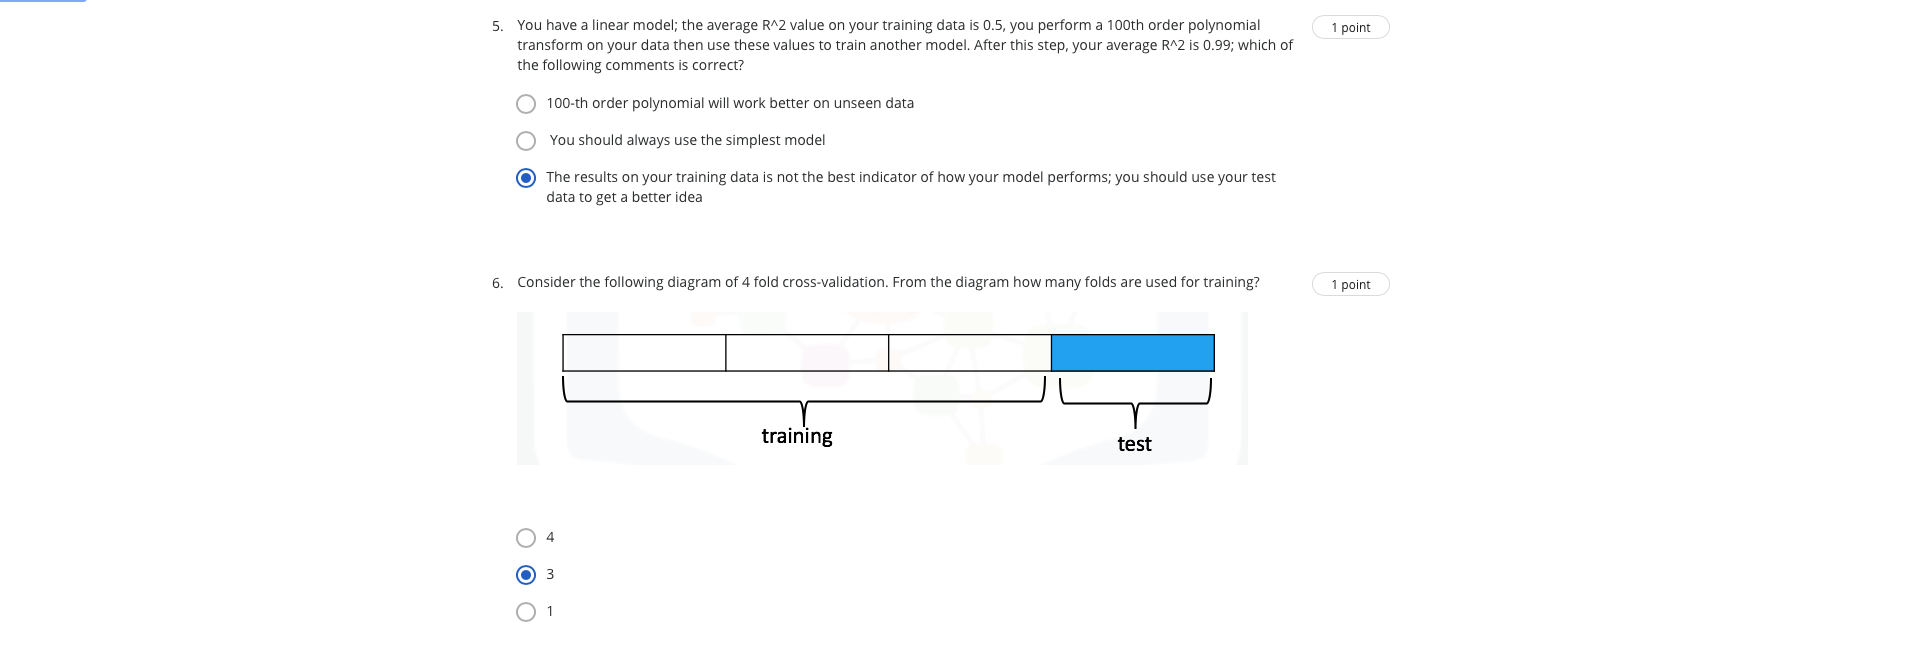 5. You have a linear model; the average R^2 value on your training data is 0.5, you perform a 100th order polynomial 1 point
transform on your data then use these values to train another model. After this step, your average R^2 is 0.99; which of
the following comments is correct?
100-th order polynomial will work better on unseen data
You should always use the simplest model
The results on your training data is not the best indicator of how your model performs; you should use your test
data to get a better idea
6. Consider the following diagram of 4 fold cross-validation. From the diagram how many folds are used for training? 1 point
training
test
4
3
1